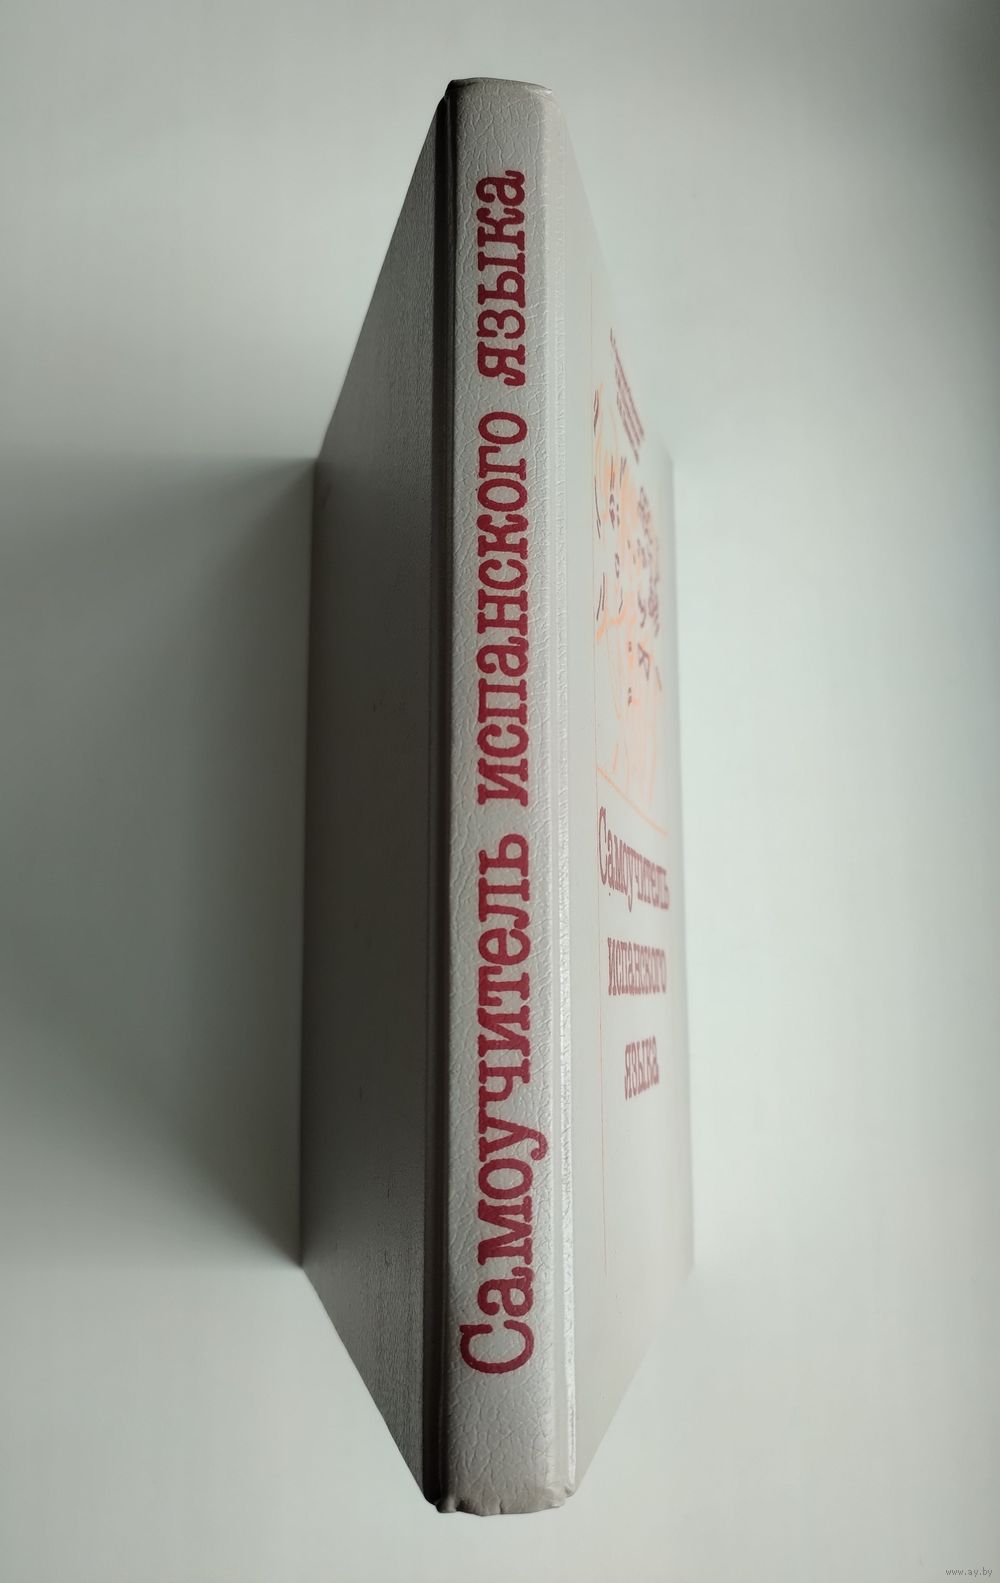 Самоучитель испанского языка
Самоучитель
испанского
языка
www.ay.by